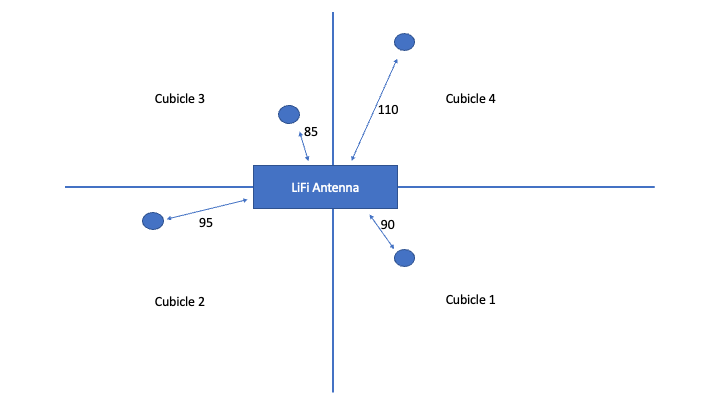 Cubicle 3
Cubicle 4
110
85
LiFi Antenna
95
90
Cubicle 2
Cubicle 1